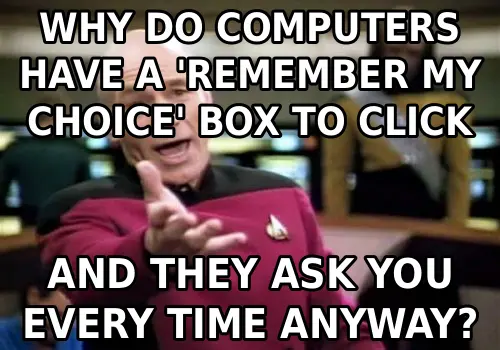 WHY DO COMPUTERS
HAVE A 'REMEMBER MY
CHOICE' BOX TO CLICK
AND THEY ASK YOU
EVERY TIME ANYWAY?